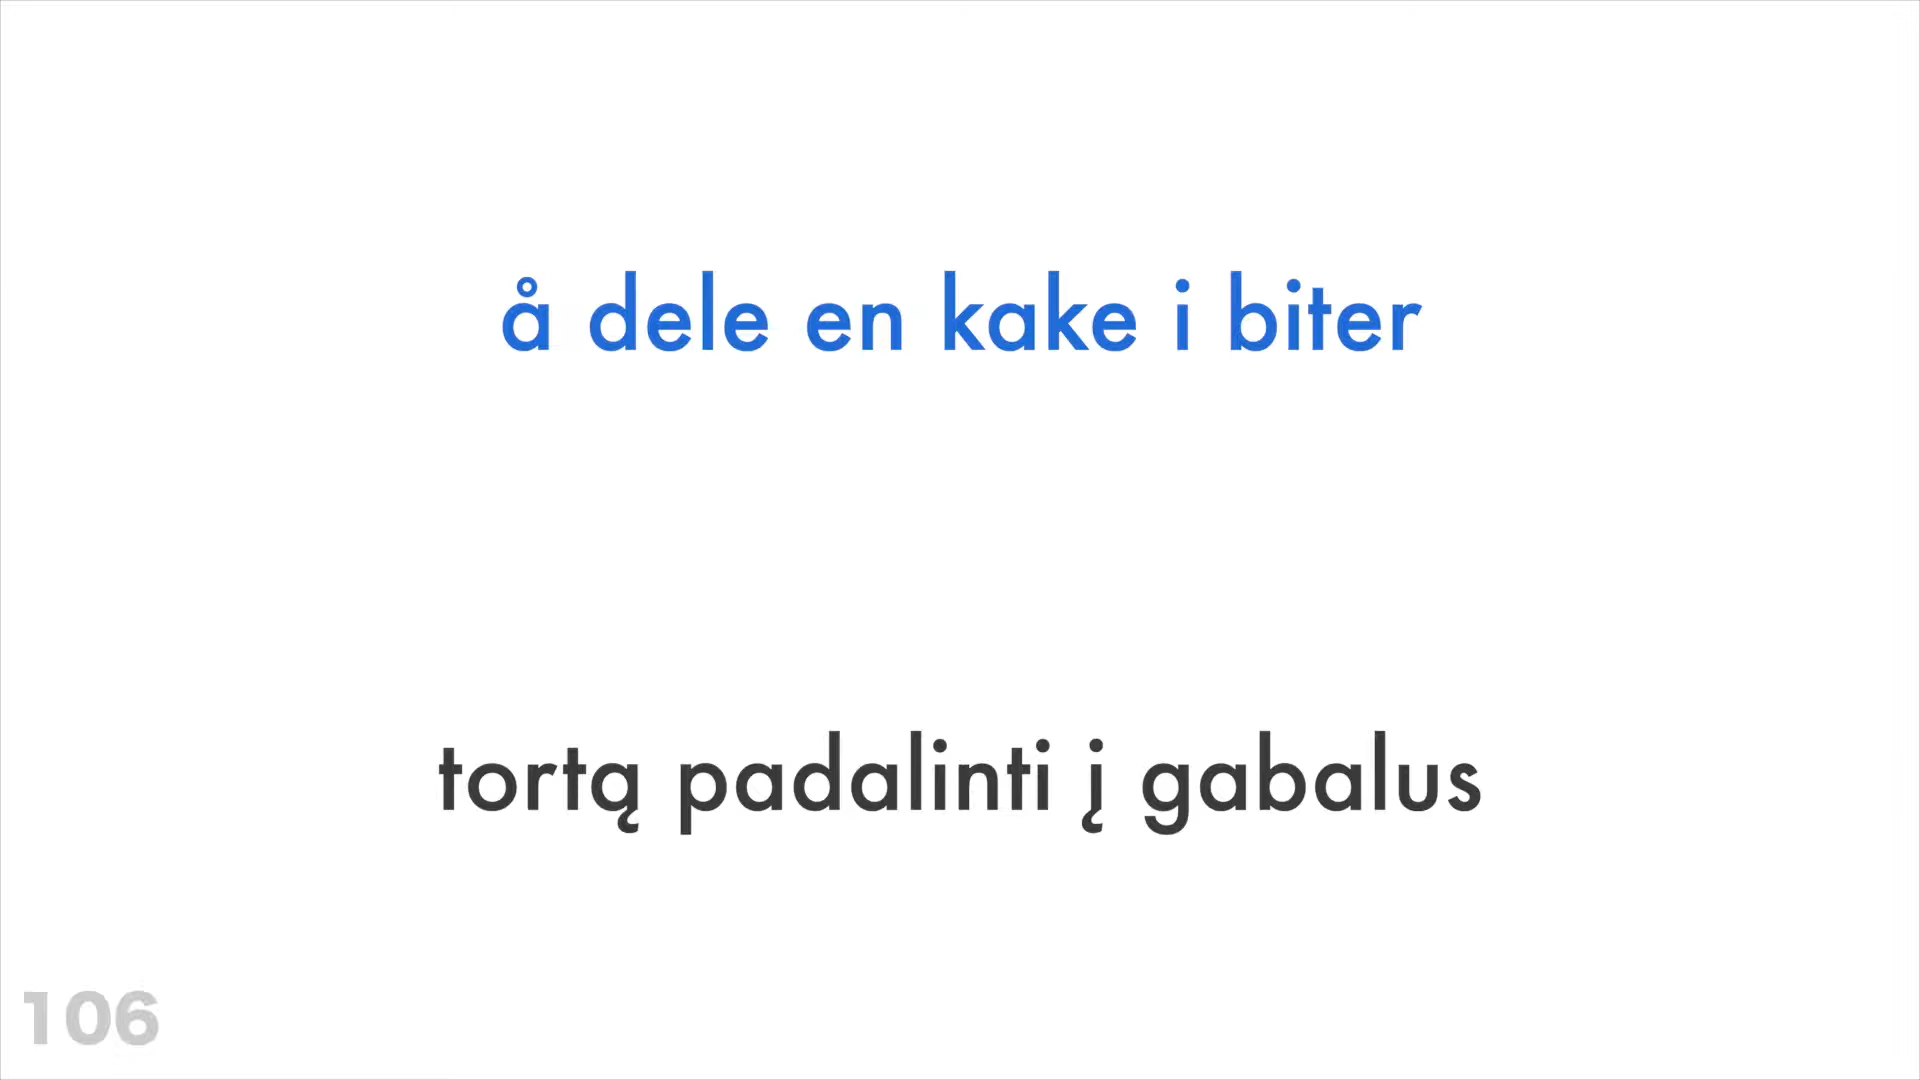 å dele en kake i biter
tortą padalinti į gabalus
106